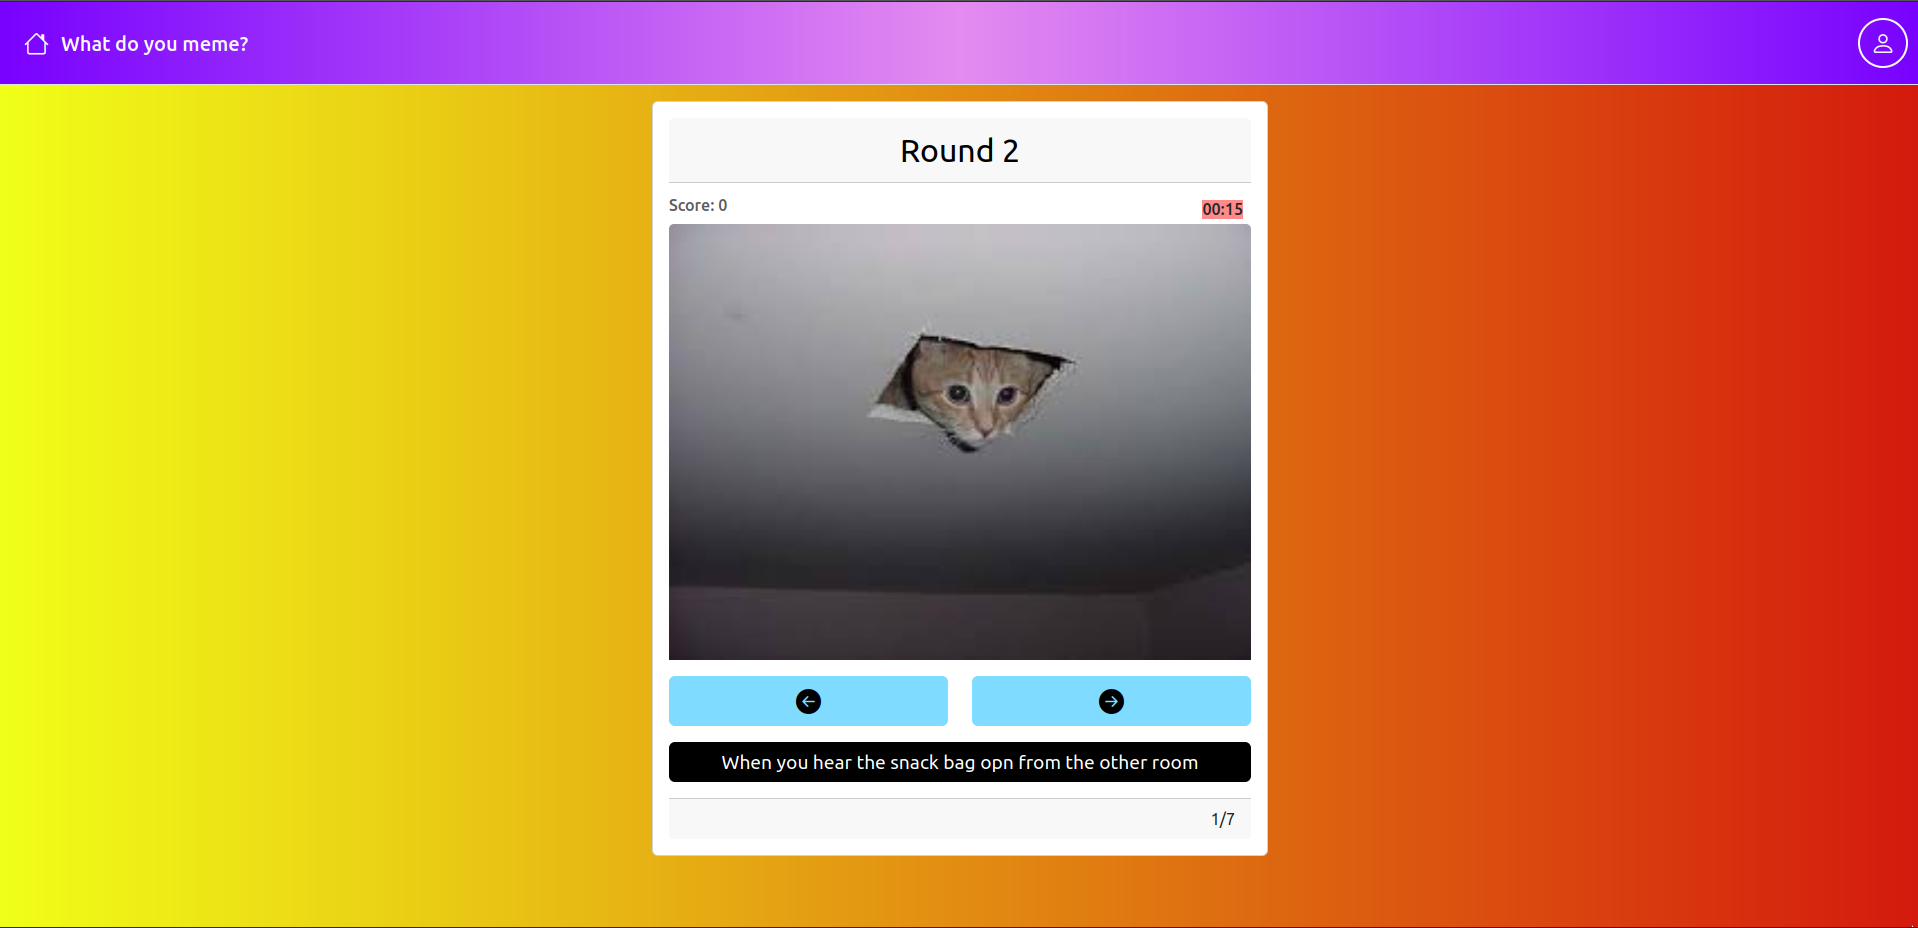 What do you meme?
Round 2
Score: 0
00:15
When you hear the snack bag opn from the other room
1/7